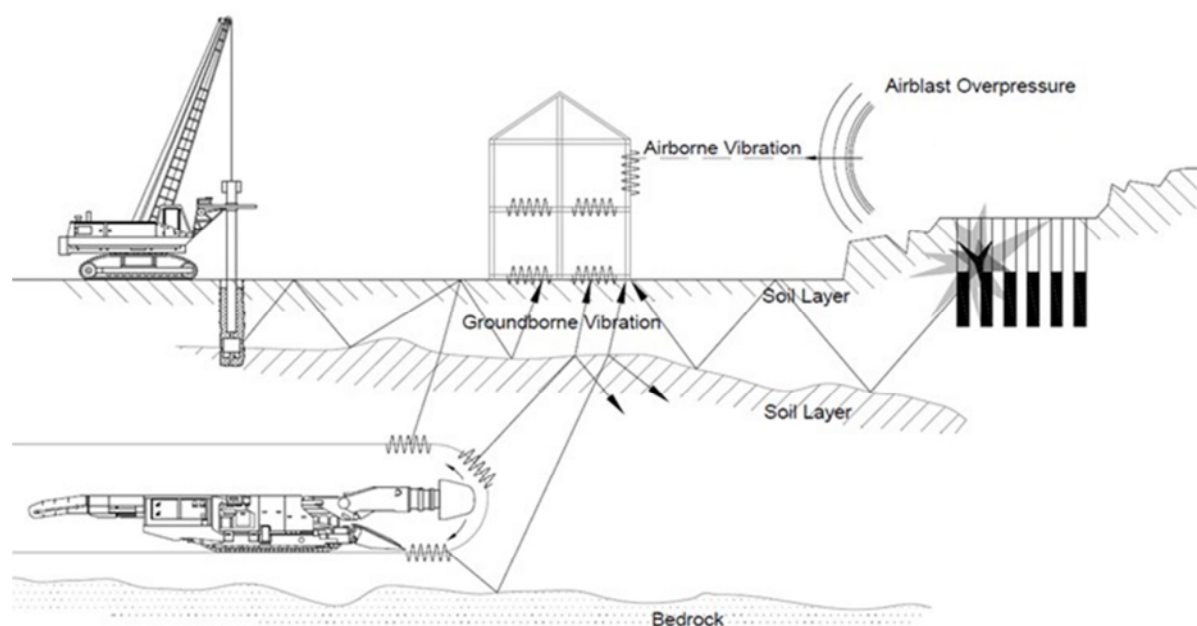 Airblast Overpressure
Airborne Vibration
Soil Layer
Groundborne Vibration
Soil Layer
Bedrock